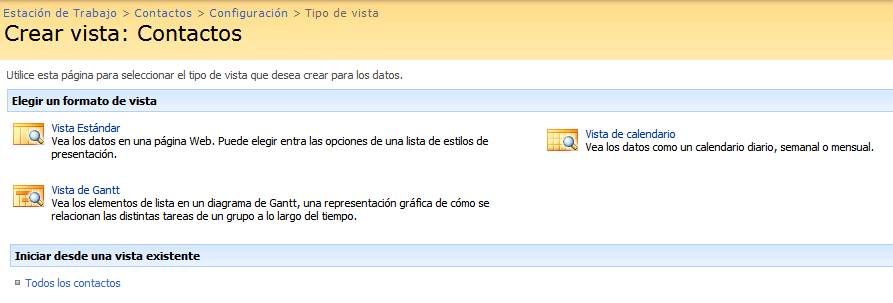 Estación de Trabajo > Contactos > Configuración > Tipo de vista
Crear vista: Contactos
Utilice esta página para seleccionar el tipo de vista que desea crear para los datos.
Elegir un formato de vista
Vista Estándar
Vea los datos en una página Web. Puede elegir entra las opciones de una lista de estilos de
presentación.
Vista de calendario
Vea los datos como un calendario diario, semanal o mensual.
Vista de Gantt
Vea los elementos de lista en un diagrama de Gantt, una representación gráfica de cómo se
relacionan las distintas tareas de un grupo a lo largo del tiempo.
Iniciar desde una vista existente
Todos los contactos